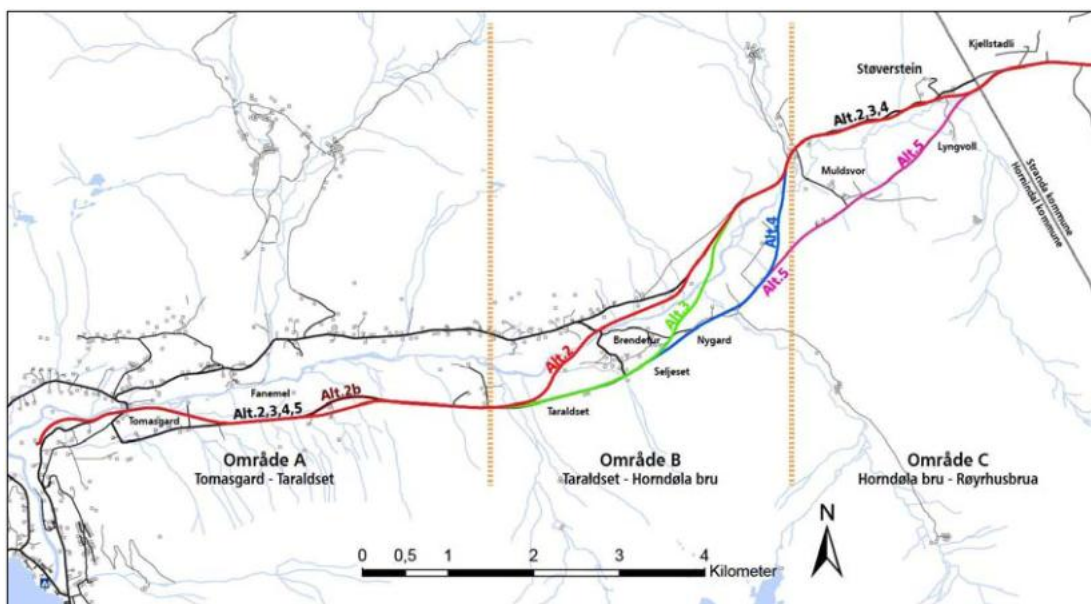 Kjellstadli
Støverstein
Alt.2,3,4
Alt.5
Lyngvoll
Muldsvor
Stranda kommune
Hornindal kommune
Alt.4
Alt.5
Alt.3
Brendefur
Nygard
Alt.2
Seljeset
Fanemel
Alt.2b
Taraldset
Tomasgard
Alt.2,3,4,5
Område A
Tomasgard - Taraldset
Område B
Taraldset - Horndøla bru
Område C
Horndøla bru - Røyrhusbrua
N
0 0,5 1 2 3 4
Kilometer